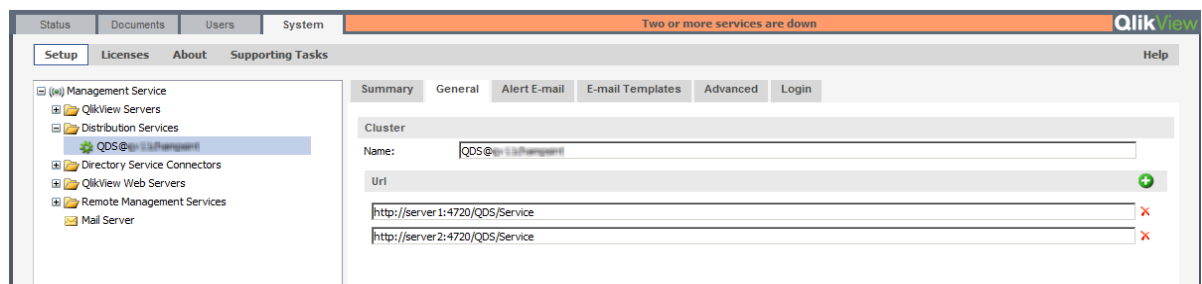 Status Documents Users System Two or more services are down QlikView
Setup Licenses About Supporting Tasks Help
Management Service
QlikView Servers
Distribution Services
QDS@
Directory Service Connectors
QlikView Web Servers
Remote Management Services
Mail Server
Summary General Alert E-mail E-mail Templates Advanced Login
Cluster
Name: QDS@
Url
http://server1:4720/QDS/Service
http://server2:4720/QDS/Service